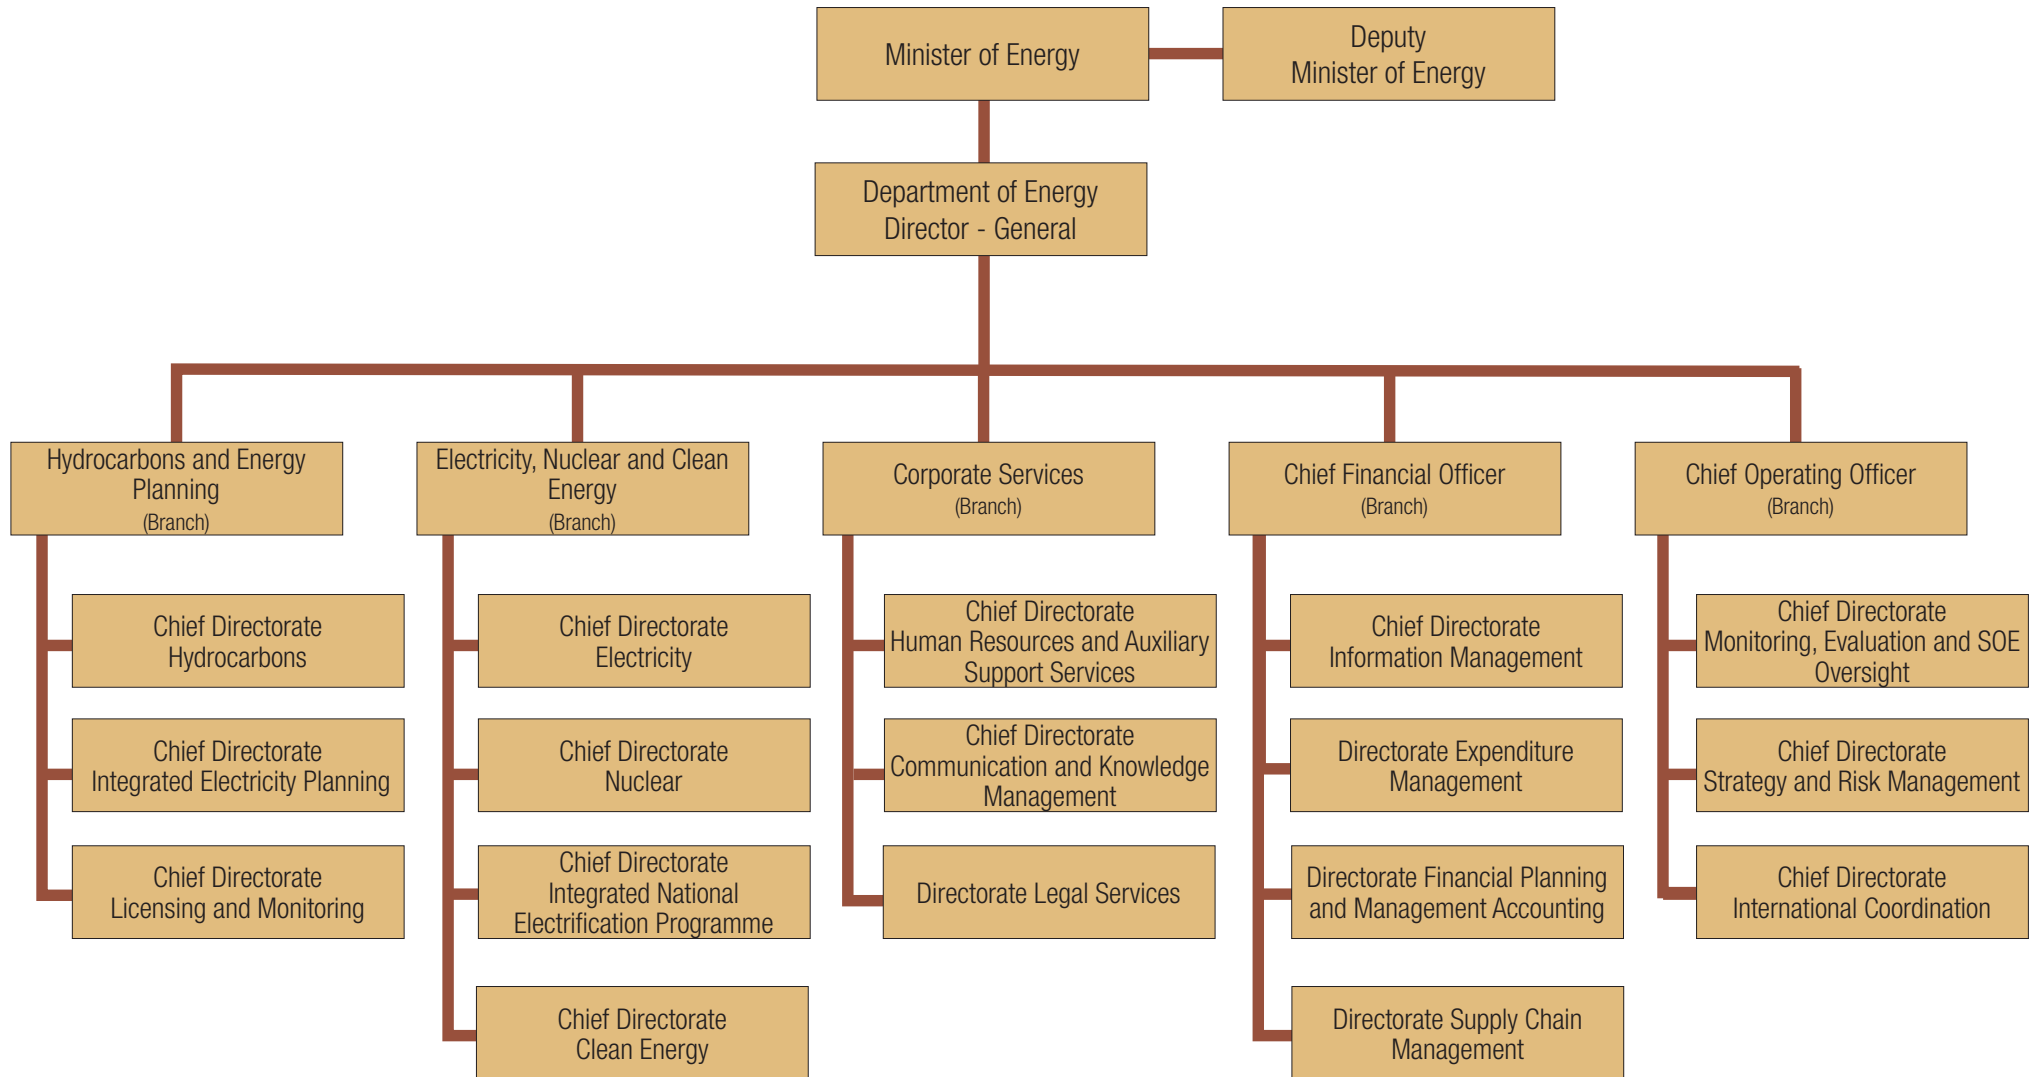 Minister of Energy
Deputy
Minister of Energy
Department of Energy
Director - General
Hydrocarbons and Energy
Planning
(Branch)
Electricity, Nuclear and Clean
Energy
(Branch)
Corporate Services
(Branch)
Chief Financial Officer
(Branch)
Chief Operating Officer
(Branch)
Chief Directorate
Hydrocarbons
Chief Directorate
Integrated Electricity Planning
Chief Directorate
Licensing and Monitoring
Chief Directorate
Electricity
Chief Directorate
Nuclear
Chief Directorate
Integrated National
Electrification Programme
Chief Directorate
Clean Energy
Chief Directorate
Human Resources and Auxiliary
Support Services
Chief Directorate
Communication and Knowledge
Management
Directorate Legal Services
Chief Directorate
Information Management
Directorate Expenditure
Management
Directorate Financial Planning
and Management Accounting
Directorate Supply Chain
Management
Chief Directorate
Monitoring, Evaluation and SOE
Oversight
Chief Directorate
Strategy and Risk Management
Chief Directorate
International Coordination